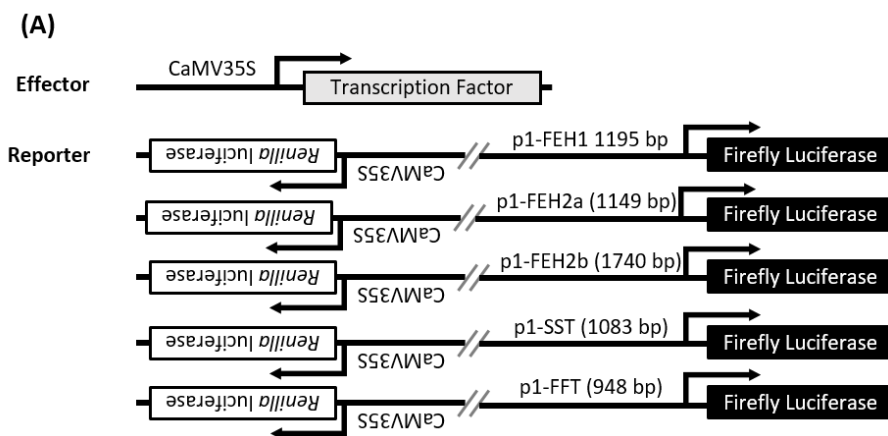 (A)
CaMV35S
Effector
Transcription Factor
Reporter
Renilla luciferase
CaMV35S
p1-FEH1 1195 bp
Firefly Luciferase
Renilla luciferase
CaMV35S
p1-FEH2a (1149 bp)
Firefly Luciferase
Renilla luciferase
CaMV35S
p1-FEH2b (1740 bp)
Firefly Luciferase
Renilla luciferase
CaMV35S
p1-SST (1083 bp)
Firefly Luciferase
Renilla luciferase
CaMV35S
p1-FFT (948 bp)
Firefly Luciferase